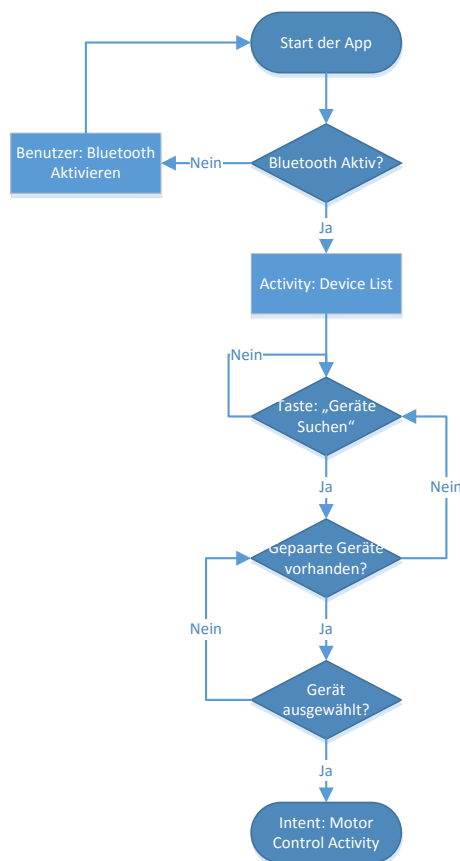 Start der App
Bluetooth Aktiv?
Nein
Benutzer: Bluetooth
Aktivieren
Ja
Activity: Device List
Nein
Taste: „Geräte
Suchen“
Ja
Nein
Gepaarte Geräte
vorhanden?
Nein
Ja
Gerät
ausgewählt?
Ja
Intent: Motor
Control Activity